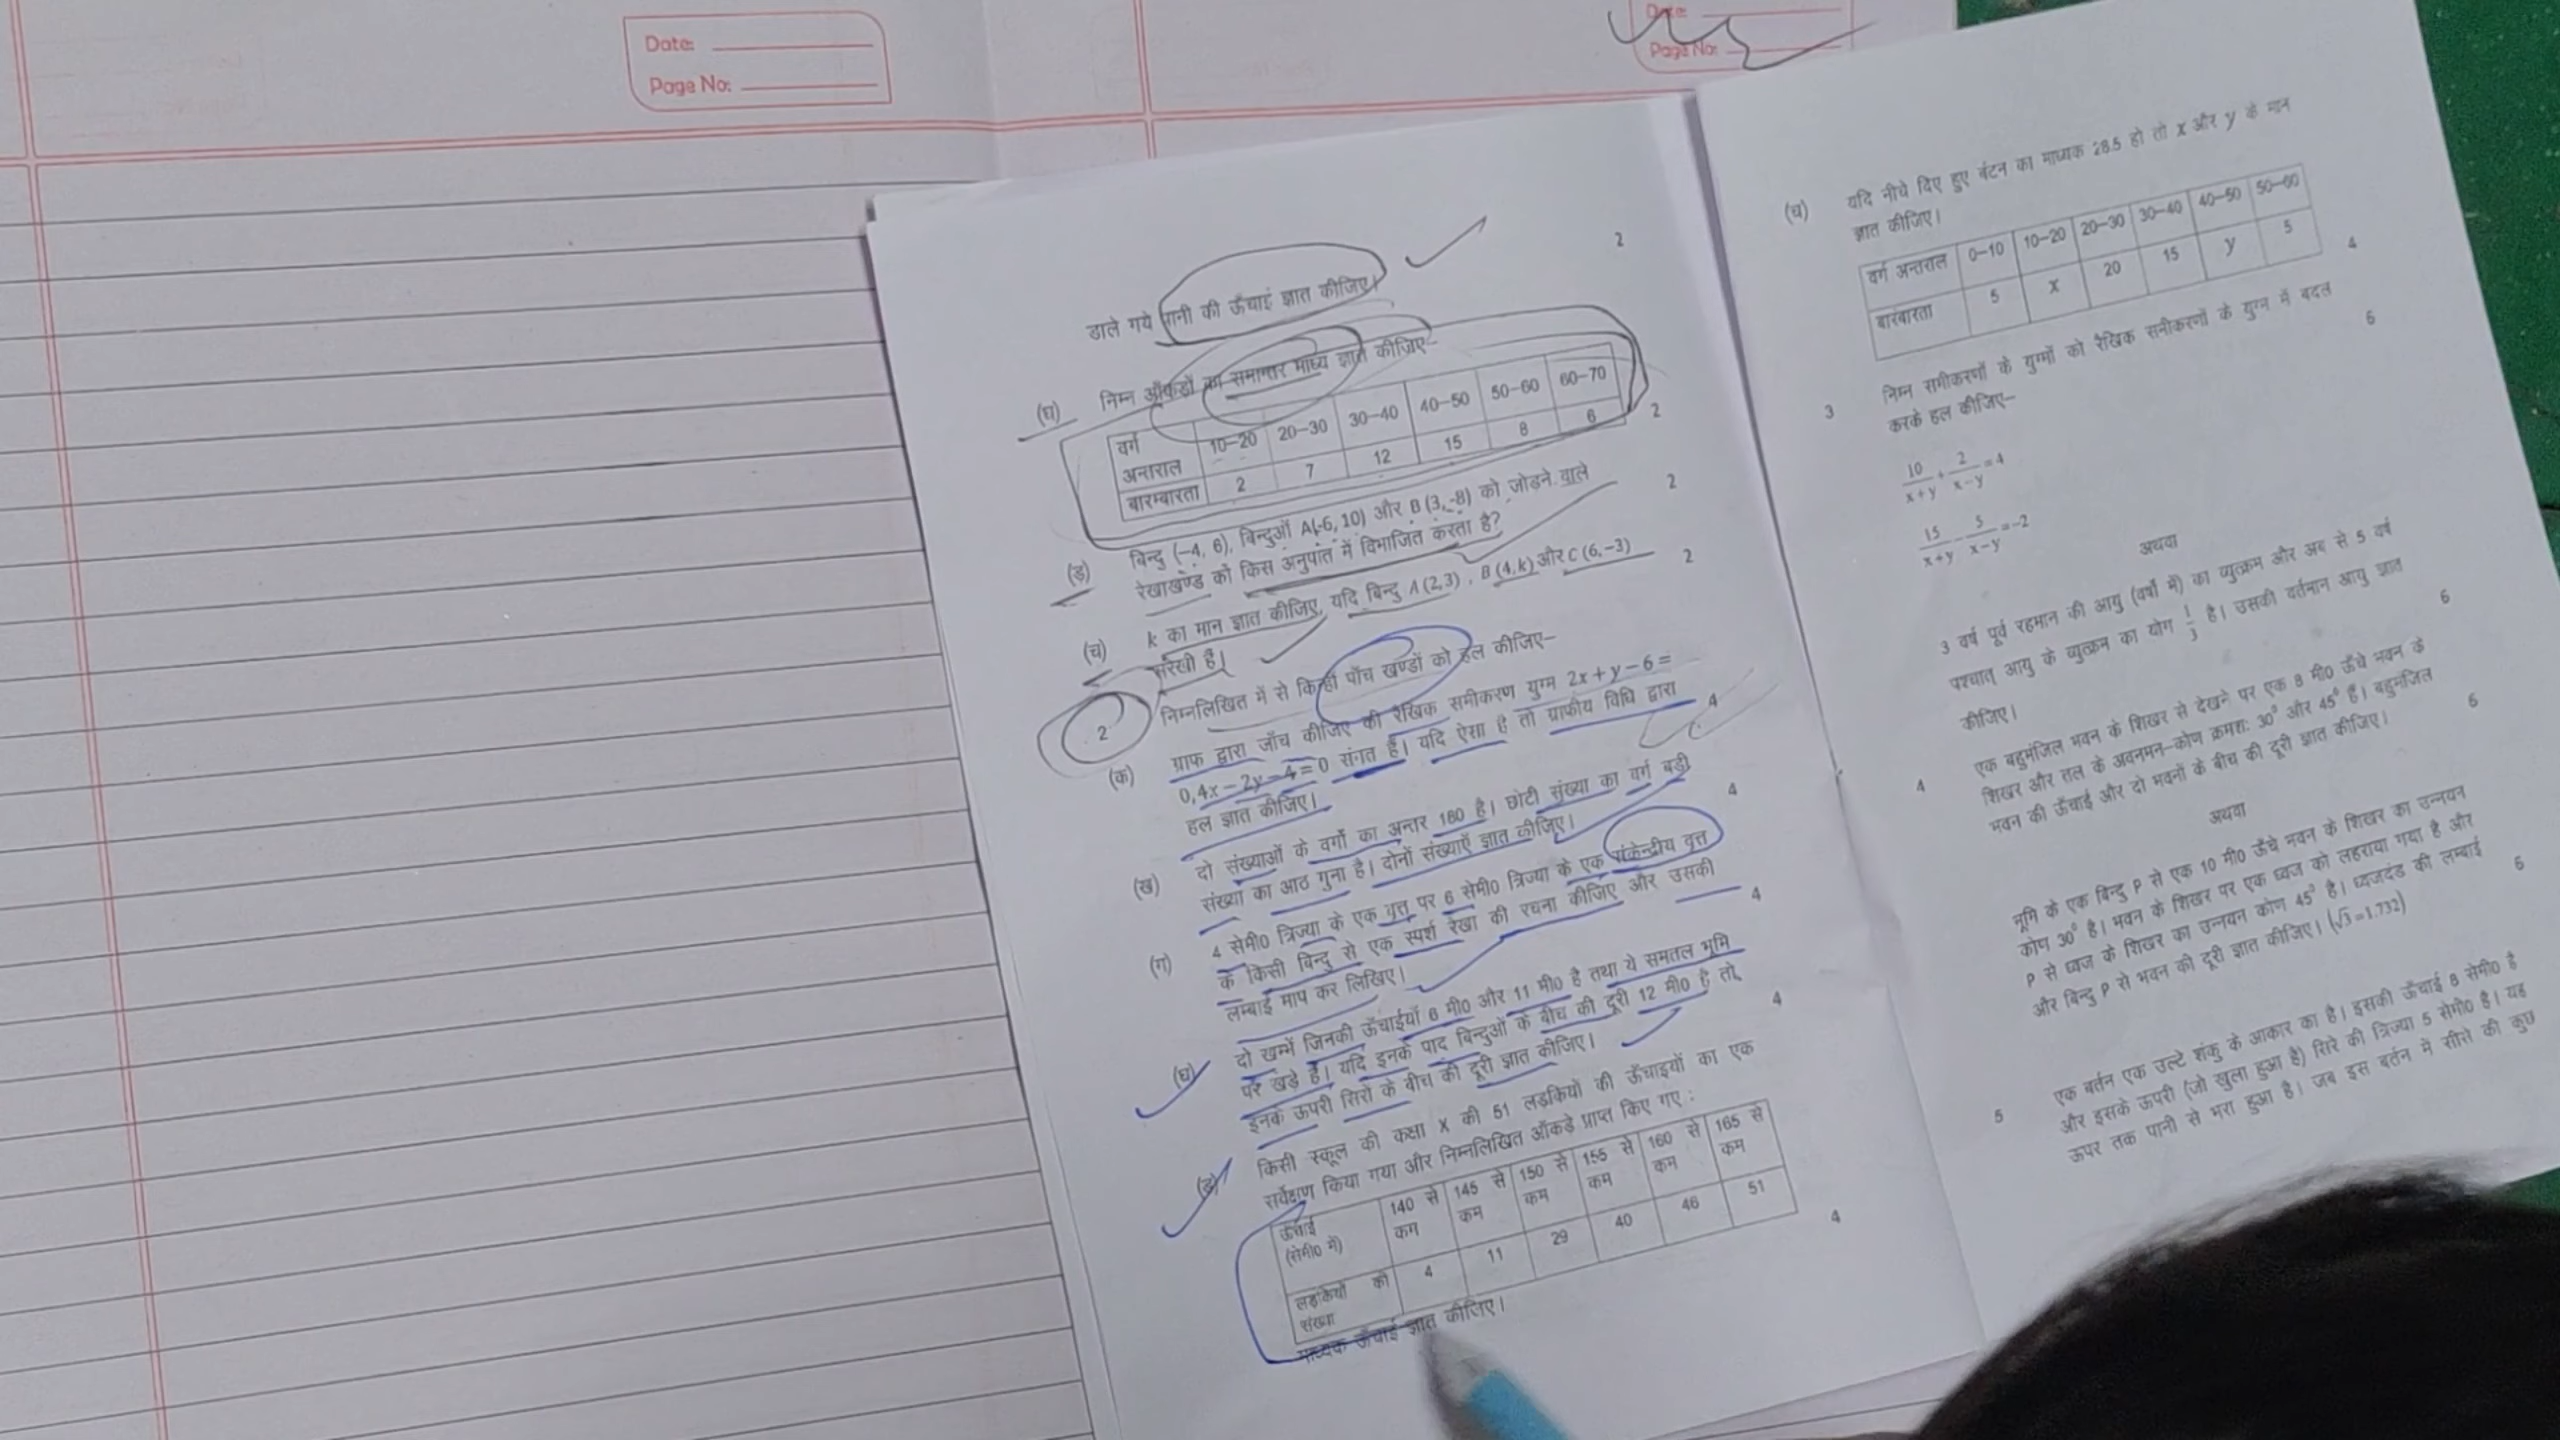 Date:
Page No:
Date:
Page No:
2
डाले गये पानी की ऊँचाई ज्ञात कीजिए।
(घ) निम्न आँकड़ों का समान्तर माध्य ज्ञात कीजिए–
वर्ग अन्तराल 10–20 20–30 30–40 40–50 50–60 60–70
बारम्बारता 2 7 12 15 8 6
2
(ड़) बिन्दु (–4, 6), बिन्दुओं A(-6, 10) और B (3,-8) को जोड़ने वाले
रेखाखण्ड को किस अनुपात में विभाजित करता है?
2
(च) k का मान ज्ञात कीजिए, यदि बिन्दु A (2,3) , B (4,k) और C (6,–3)
संरेखी हैं।
2
2 निम्नलिखित में से किन्ही पाँच खण्डों को हल कीजिए–
(क) ग्राफ द्वारा जाँच कीजिए की रैखिक समीकरण युग्म 2x + y – 6 =
0, 4x – 2y – 4 = 0 संगत है। यदि ऐसा है तो ग्राफीय विधि द्वारा
हल ज्ञात कीजिए।
4
(ख) दो संख्याओं के वर्गों का अन्तर 180 है। छोटी संख्या का वर्ग बड़ी
संख्या का आठ गुना है। दोनों संख्याएँ ज्ञात कीजिए।
4
(ग) 4 सेमी0 त्रिज्या के एक वृत्त पर 6 सेमी0 त्रिज्या के एक संकेन्द्रीय वृत्त
के किसी बिन्दु से एक स्पर्श रेखा की रचना कीजिए और उसकी
लम्बाई माप कर लिखिए।
4
(घ) दो खम्भें जिनकी ऊँचाईयाँ 6 मी0 और 11 मी0 है तथा ये समतल भूमि
पर खड़े हैं। यदि इनके पाद बिन्दुओं के बीच की दूरी 12 मी0 है तो,
इनके ऊपरी सिरों के बीच की दूरी ज्ञात कीजिए।
4
(ड़) किसी स्कूल की कक्षा X की 51 लड़कियों की ऊँचाइयों का एक
सर्वेक्षण किया गया और निम्नलिखित आँकड़े प्राप्त किए गए :
ऊँचाई (सेमी0 में) 140 से कम 145 से कम 150 से कम 155 से कम 160 से कम 165 से कम
लड़कियों की संख्या 4 11 29 40 46 51
4
माध्यक ऊँचाई ज्ञात कीजिए।
(च) यदि नीचे दिए हुए बंटन का माध्यक 28.5 हो तो x और y के मान
ज्ञात कीजिए।
वर्ग अन्तराल 0–10 10–20 20–30 30–40 40–50 50–60
बारंबारता 5 x 20 15 y 5
4
3 निम्न समीकरणों के युग्मों को रैखिक समीकरणों के युग्म में बदल
करके हल कीजिए–
6
10/x+y + 2/x–y = 4
15/x+y – 5/x–y = –2
अथवा
3 वर्ष पूर्व रहमान की आयु (वर्षों में) का व्युत्क्रम और अब से 5 वर्ष
पश्चात् आयु के व्युत्क्रम का योग 1/3 है। उसकी वर्तमान आयु ज्ञात
कीजिए।
6
4 एक बहुमंजिल भवन के शिखर से देखने पर एक 8 मी0 ऊँचे भवन के
शिखर और तल के अवनमन–कोण क्रमश: 30⁰ और 45⁰ हैं। बहुमंजिल
भवन की ऊँचाई और दो भवनों के बीच की दूरी ज्ञात कीजिए।
6
अथवा
भूमि के एक बिन्दु P से एक 10 मी0 ऊँचे भवन के शिखर का उन्नयन
कोण 30⁰ है। भवन के शिखर पर एक ध्वज को लहराया गया है और
P से ध्वज के शिखर का उन्नयन कोण 45⁰ है। ध्वजदंड की लम्बाई
और बिन्दु P से भवन की दूरी ज्ञात कीजिए। (√3 = 1.732)
6
5 एक बर्तन एक उल्टे शंकु के आकार का है। इसकी ऊँचाई 8 सेमी0 है
और इसके ऊपरी (जो खुला हुआ है) सिरे की त्रिज्या 5 सेमी0 है। यह
ऊपर तक पानी से भरा हुआ है। जब इस बर्तन में सीसे की कुछ